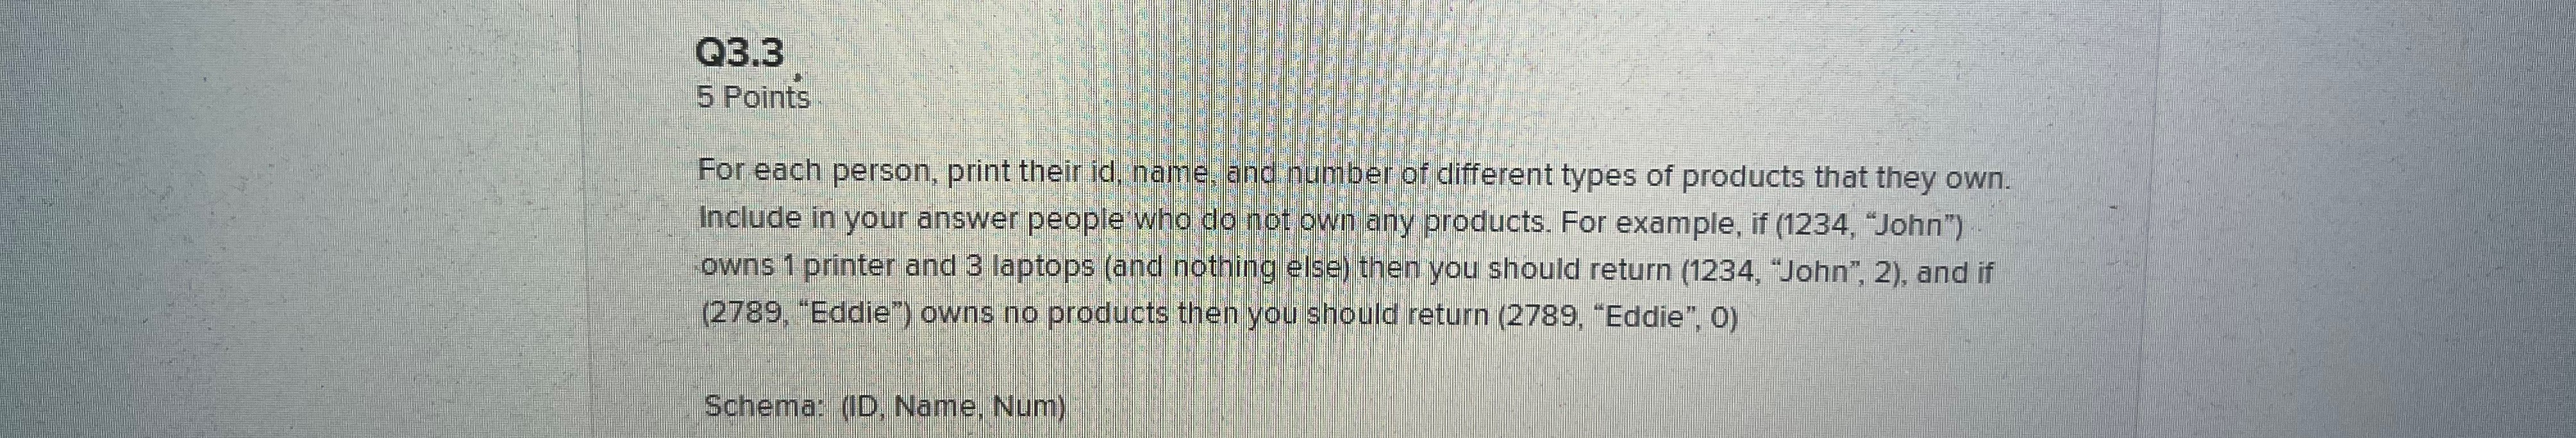 Q3.3
5 Points
For each person, print their id, name, and number of different types of products that they own.
Include in your answer people who do not own any products. For example, if (1234, “John”)
owns 1 printer and 3 laptops (and nothing else) then you should return (1234, “John”, 2), and if
(2789, “Eddie”) owns no products then you should return (2789, “Eddie”, 0)
Schema: (ID, Name, Num)